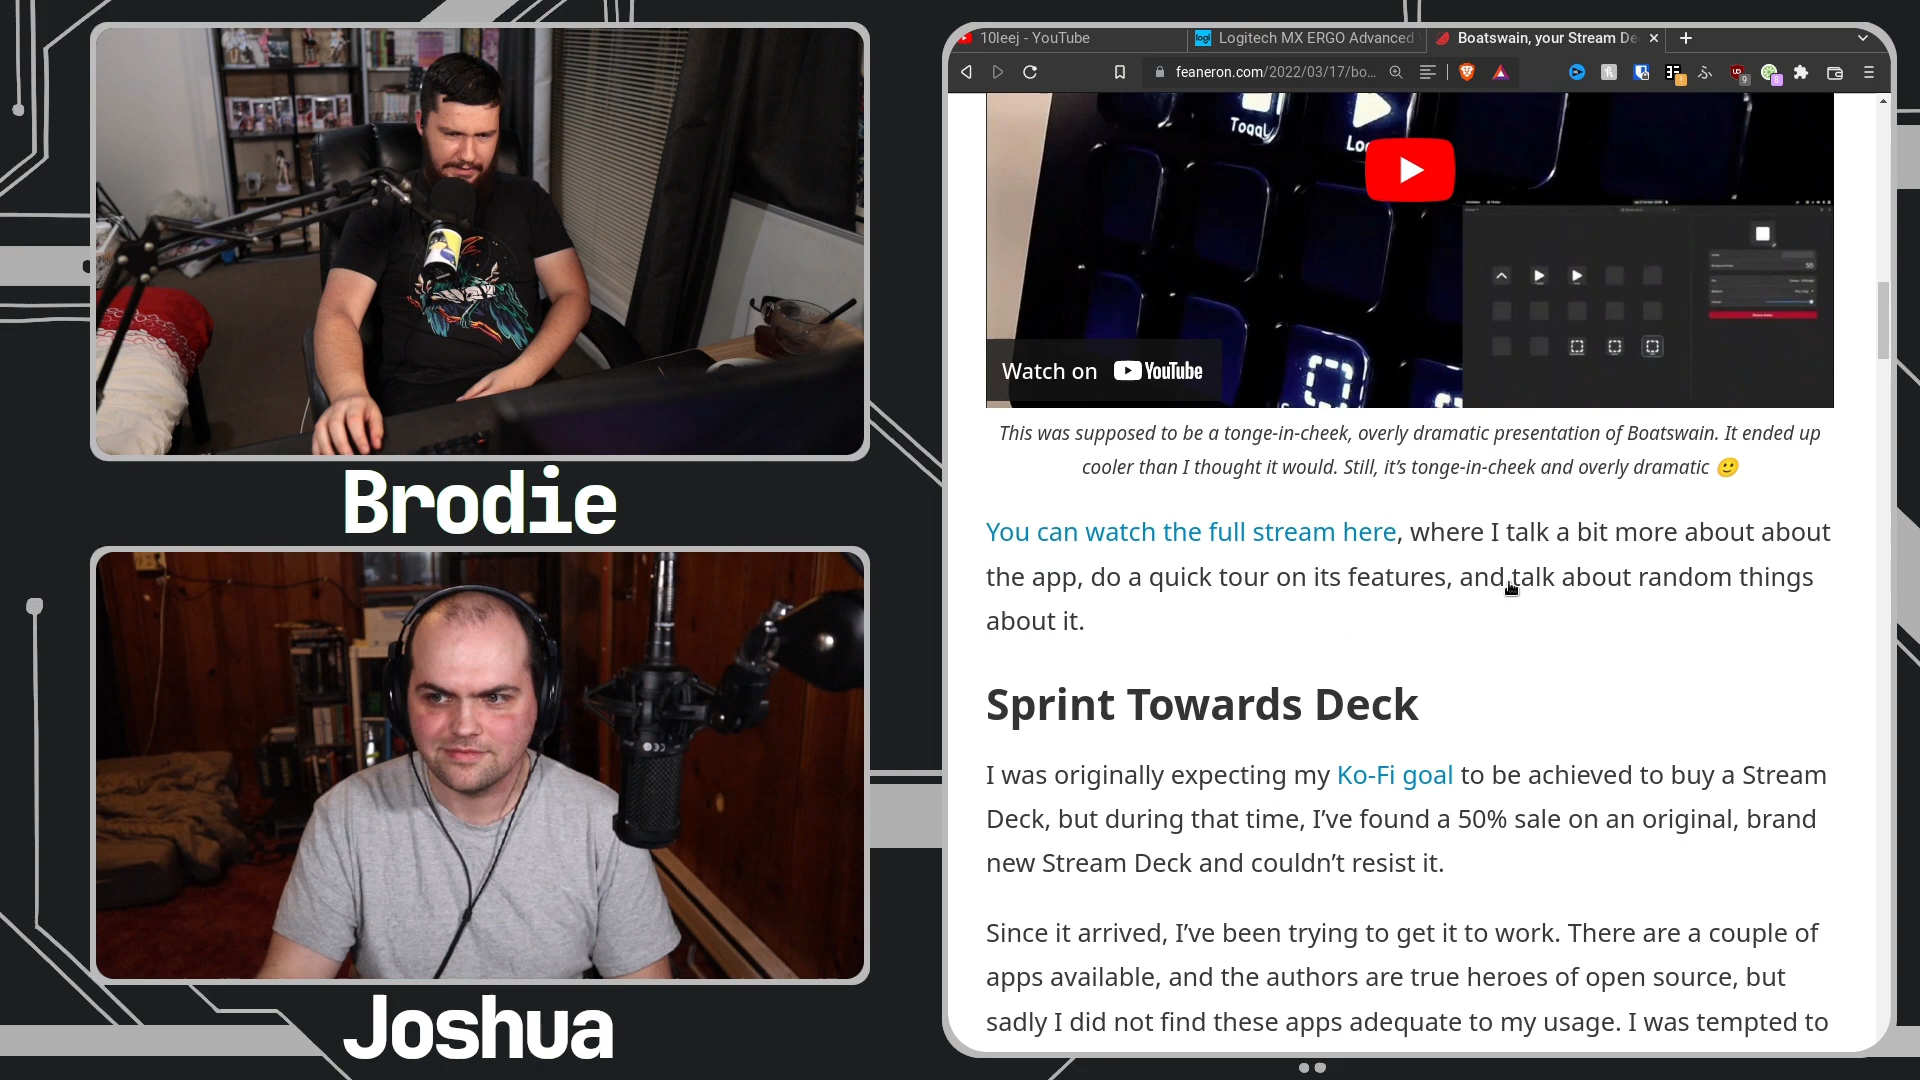 10leej - YouTube
Logitech MX ERGO Advanced
Boatswain, your Stream De
feaneron.com/2022/03/17/bo...
9
8
Toggl
Lo
Watch on YouTube
This was supposed to be a tonge-in-cheek, overly dramatic presentation of Boatswain. It ended up
cooler than I thought it would. Still, it’s tonge-in-cheek and overly dramatic 🙂
You can watch the full stream here, where I talk a bit more about about
the app, do a quick tour on its features, and talk about random things
about it.
Sprint Towards Deck
I was originally expecting my Ko-Fi goal to be achieved to buy a Stream
Deck, but during that time, I’ve found a 50% sale on an original, brand
new Stream Deck and couldn’t resist it.
Since it arrived, I’ve been trying to get it to work. There are a couple of
apps available, and the authors are true heroes of open source, but
sadly I did not find these apps adequate to my usage. I was tempted to
Brodie
Joshua